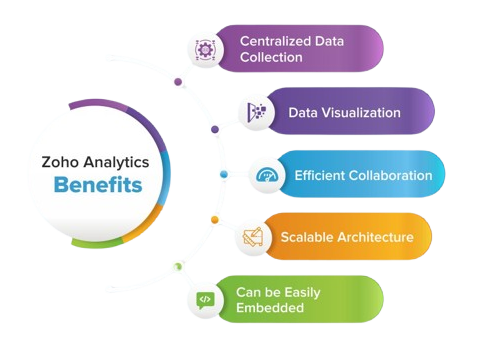 Centralized Data
Collection
Data Visualization
Zoho Analytics
Benefits
Efficient Collaboration
Scalable Architecture
Can be Easily
Embedded